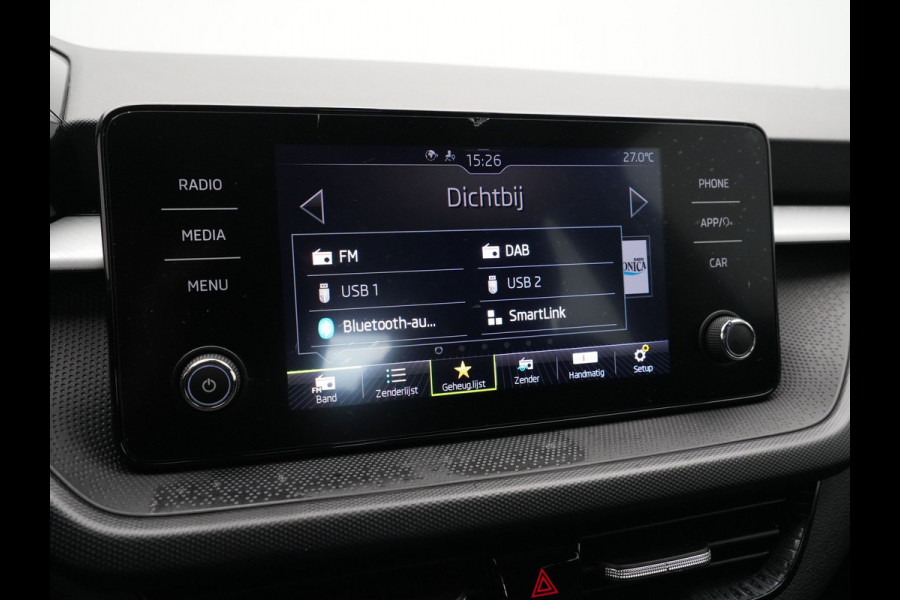 15:26
27.0°C
RADIO
MEDIA
MENU
Dichtbij
FM
DAB
USB 1
USB 2
Bluetooth-au...
SmartLink
FM
Band
Zenderlijst
Geheug.lijst
Zender
Handmatig
Setup
PHONE
APP/
CAR